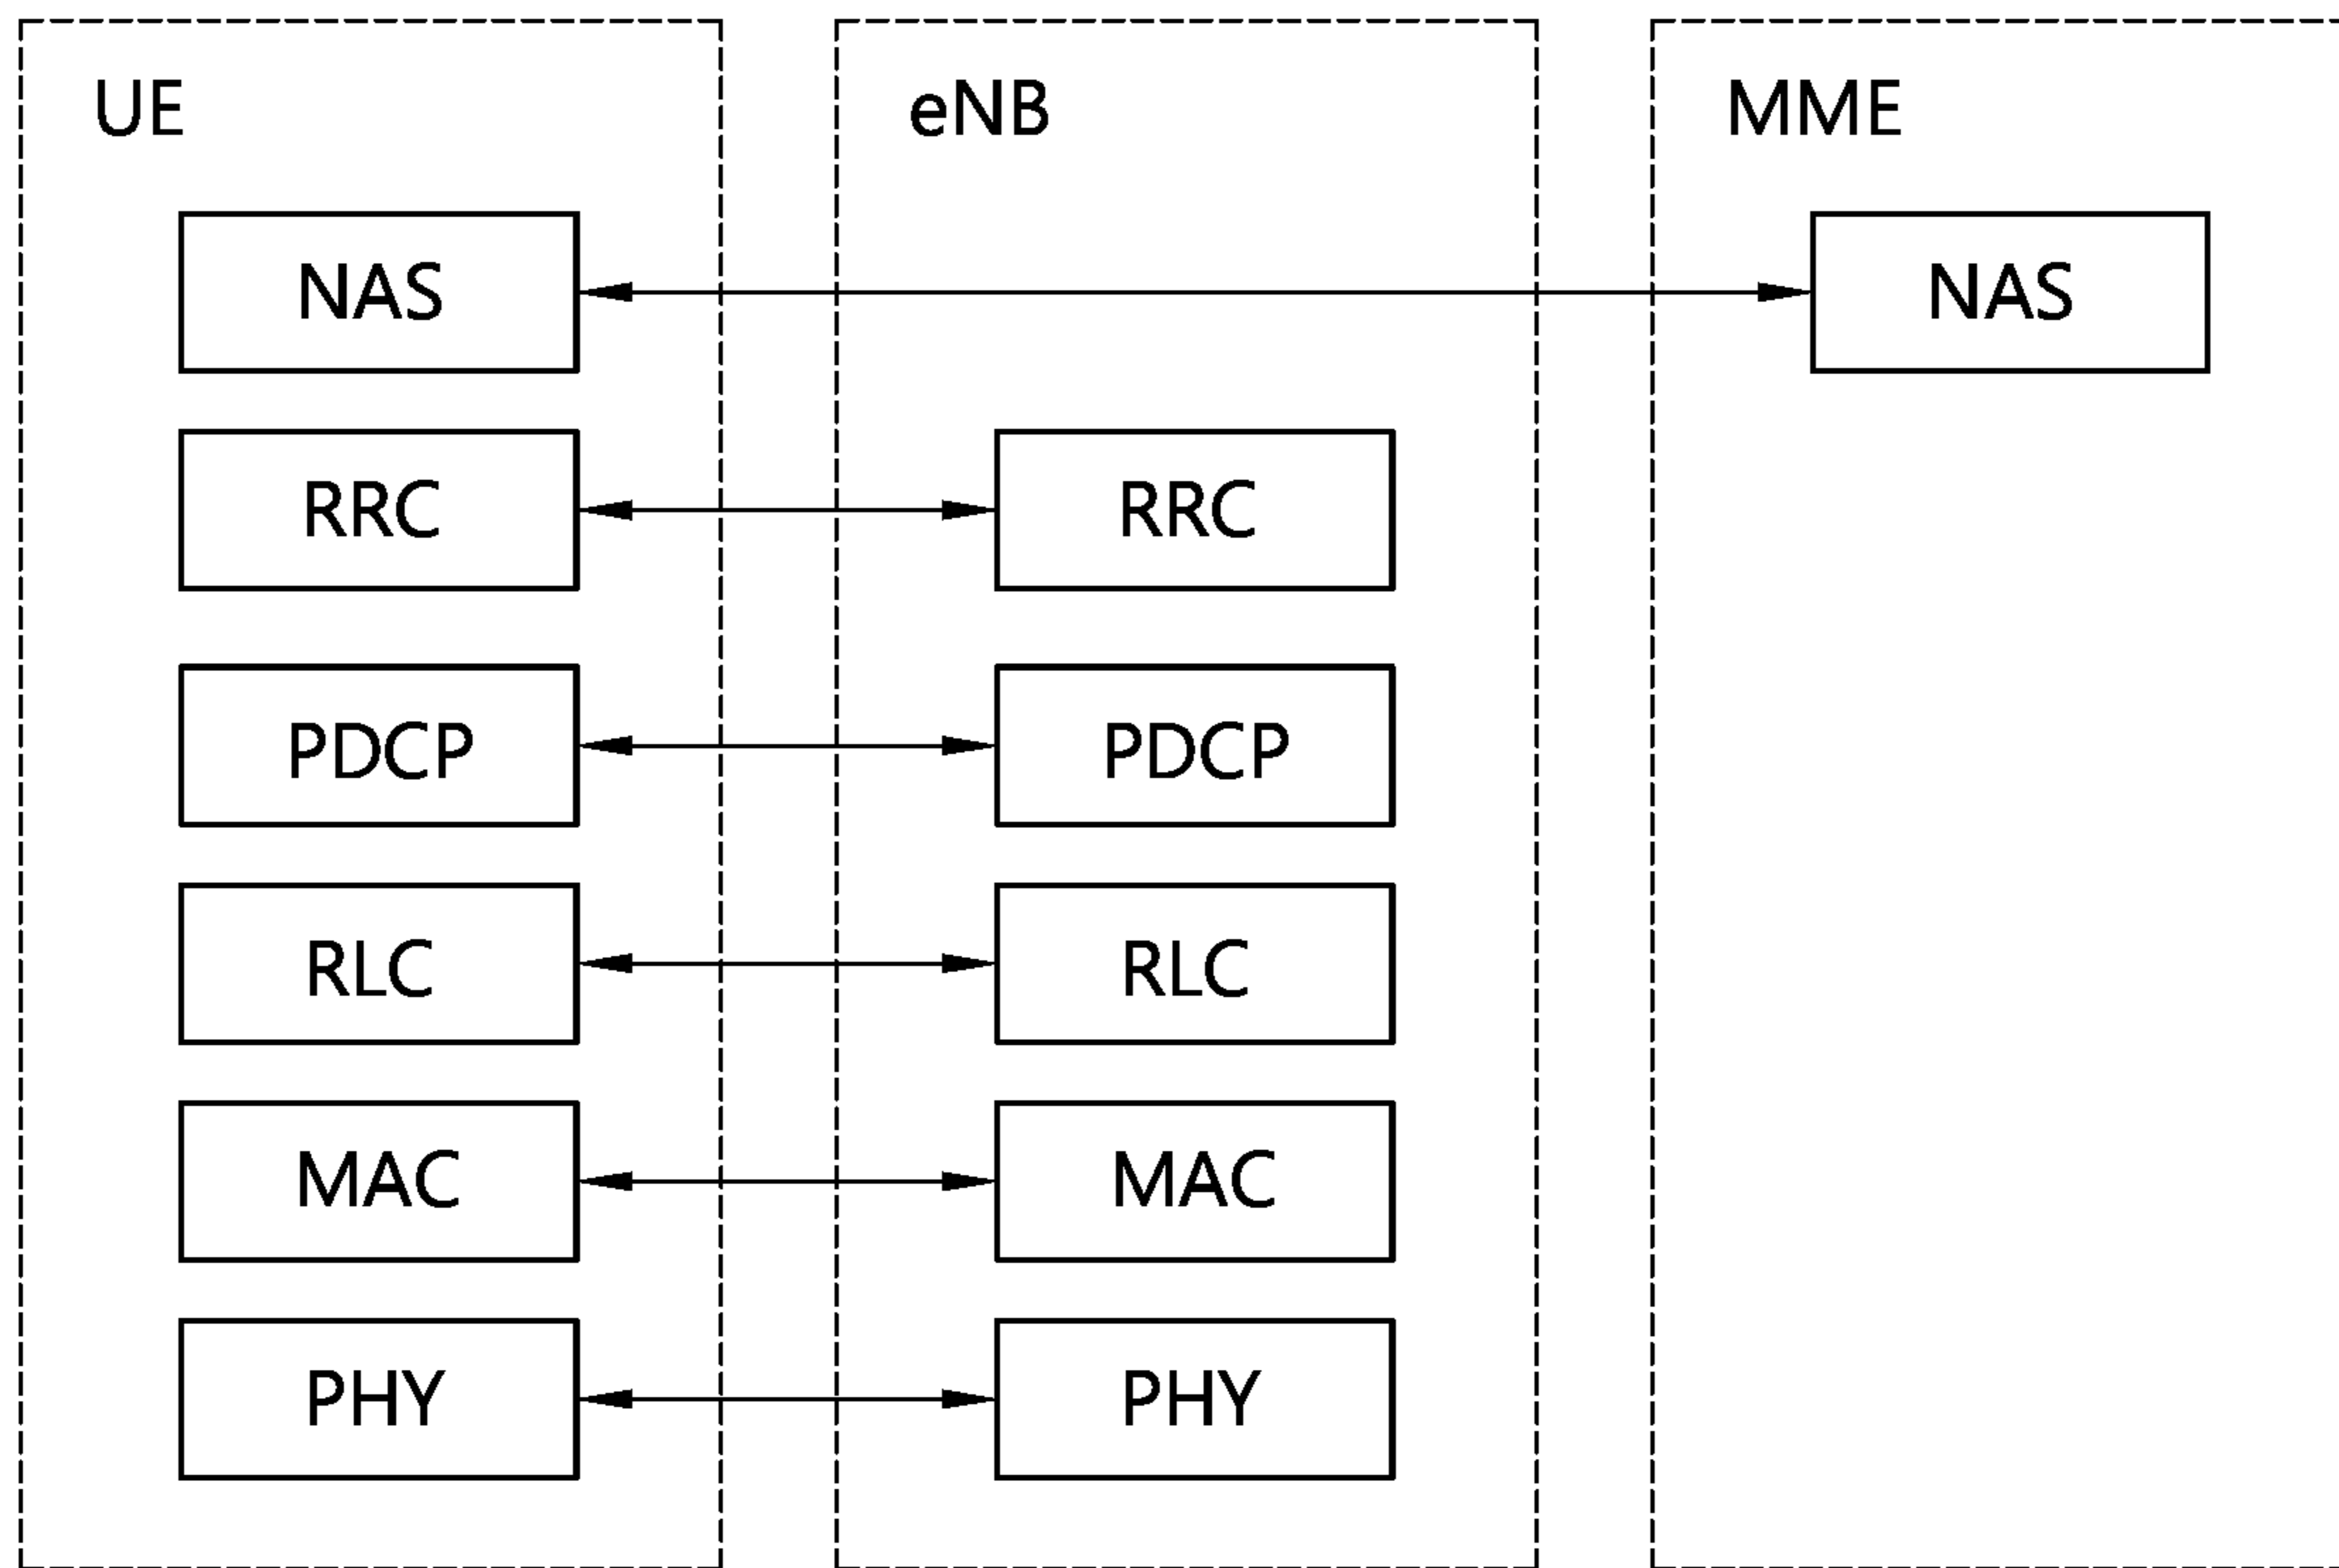 UE
eNB
MME
NAS
NAS
RRC
RRC
PDCP
PDCP
RLC
RLC
MAC
MAC
PHY
PHY